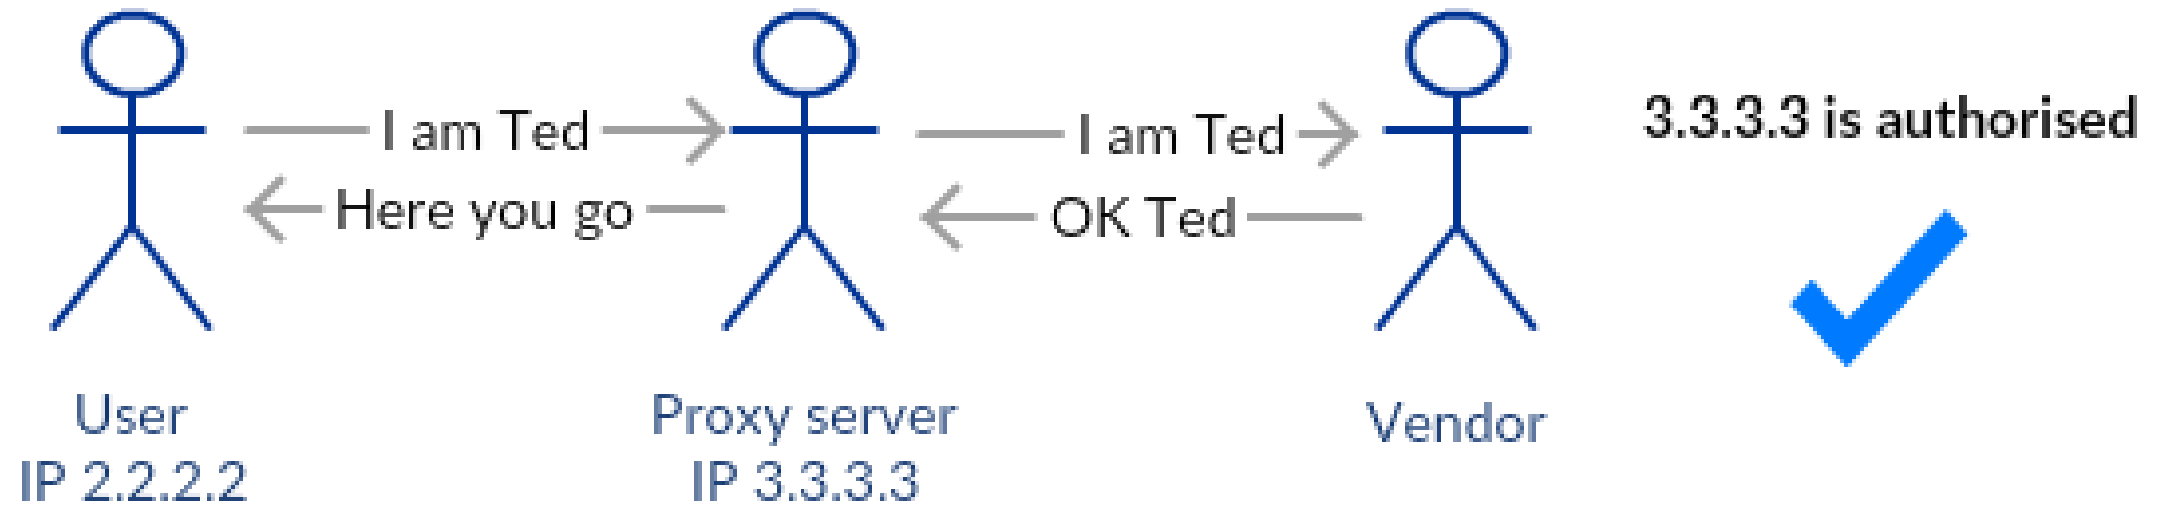 I am Ted
I am Ted
3.3.3.3 is authorised
Here you go
OK Ted
User
IP 2.2.2.2
Proxy server
IP 3.3.3.3
Vendor